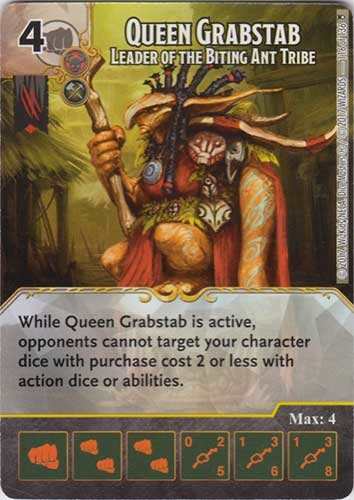 4
QUEEN GRABSTAB
LEADER OF THE BITING ANT TRIBE
While Queen Grabstab is active,
opponents cannot target your character
dice with purchase cost 2 or less with
action dice or abilities.
Max: 4
0 2 5
1 3 6
1 3 8